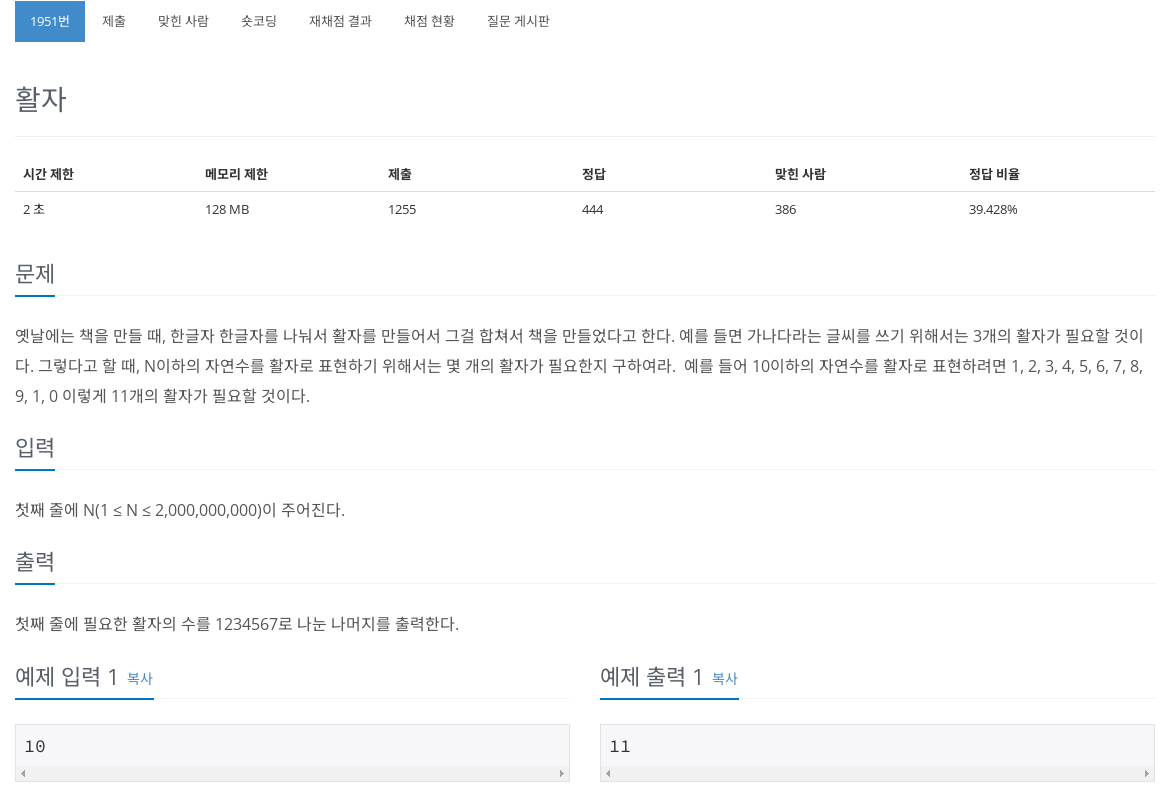 1951번 제출 맞힌 사람 숏코딩 재채점 결과 채점 현황 질문 게시판
활자
시간 제한 메모리 제한 제출 정답 맞힌 사람 정답 비율
2 초 128 MB 1255 444 386 39.428%
문제
옛날에는 책을 만들 때, 한글자 한글자를 나눠서 활자를 만들어서 그걸 합쳐서 책을 만들었다고 한다. 예를 들면 가나다라는 글씨를 쓰기 위해서는 3개의 활자가 필요할 것이
다. 그렇다고 할 때, N이하의 자연수를 활자로 표현하기 위해서는 몇 개의 활자가 필요한지 구하여라. 예를 들어 10이하의 자연수를 활자로 표현하려면 1, 2, 3, 4, 5, 6, 7, 8,
9, 1, 0 이렇게 11개의 활자가 필요할 것이다.
입력
첫째 줄에 N(1 ≤ N ≤ 2,000,000,000)이 주어진다.
출력
첫째 줄에 필요한 활자의 수를 1234567로 나눈 나머지를 출력한다.
예제 입력 1 복사 예제 출력 1 복사
10 11